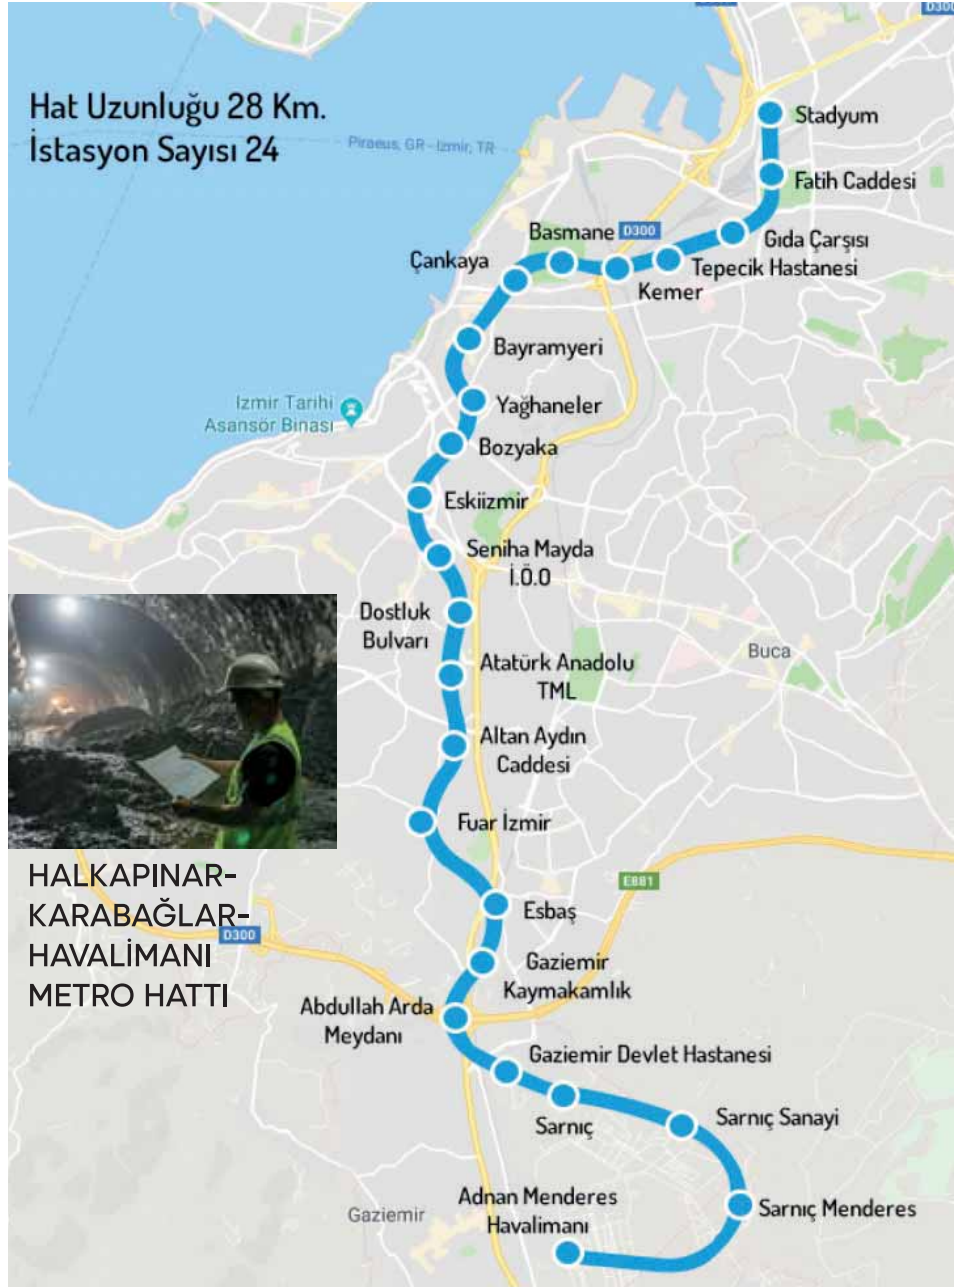 D300
Hat Uzunluğu 28 Km.
İstasyon Sayısı 24
Piraeus, GR - Izmir, TR
Stadyum
Fatih Caddesi
Gıda Çarşısı
Tepecik Hastanesi
Kemer
Basmane
D300
Çankaya
Bayramyeri
Yağhaneler
Izmir Tarihi
Asansör Binası
Bozyaka
Eskiizmir
Seniha Mayda
İ.Ö.O
Dostluk
Bulvarı
Buca
Atatürk Anadolu
TML
Altan Aydın
Caddesi
Fuar İzmir
HALKAPINAR-
KARABAĞLAR-
HAVALİMANI
METRO HATTI
D300
E881
Esbaş
Gaziemir
Kaymakamlık
Abdullah Arda
Meydanı
Gaziemir Devlet Hastanesi
Sarnıç
Sarnıç Sanayi
Sarnıç Menderes
Adnan Menderes
Havalimanı
Gaziemir